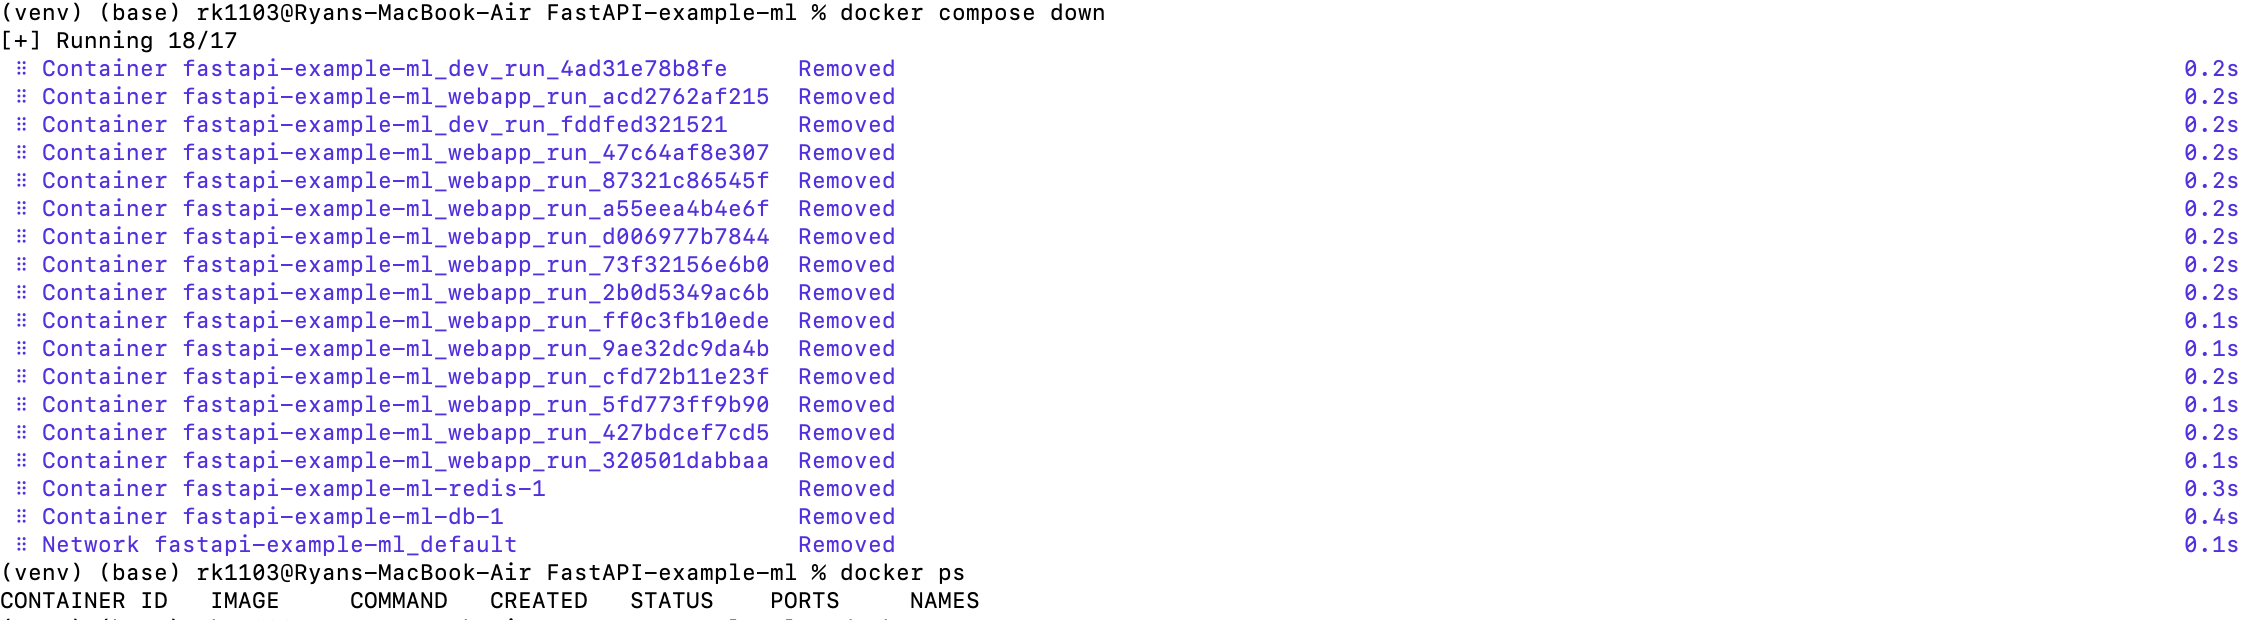 (venv) (base) rk1103@Ryans-MacBook-Air FastAPI-example-ml % docker compose down
[+] Running 18/17
⠿ Container fastapi-example-ml_dev_run_4ad31e78b8fe Removed 0.2s
⠿ Container fastapi-example-ml_webapp_run_acd2762af215 Removed 0.2s
⠿ Container fastapi-example-ml_dev_run_fddfed321521 Removed 0.2s
⠿ Container fastapi-example-ml_webapp_run_47c64af8e307 Removed 0.2s
⠿ Container fastapi-example-ml_webapp_run_87321c86545f Removed 0.2s
⠿ Container fastapi-example-ml_webapp_run_a55eea4b4e6f Removed 0.2s
⠿ Container fastapi-example-ml_webapp_run_d006977b7844 Removed 0.2s
⠿ Container fastapi-example-ml_webapp_run_73f32156e6b0 Removed 0.2s
⠿ Container fastapi-example-ml_webapp_run_2b0d5349ac6b Removed 0.2s
⠿ Container fastapi-example-ml_webapp_run_ff0c3fb10ede Removed 0.1s
⠿ Container fastapi-example-ml_webapp_run_9ae32dc9da4b Removed 0.1s
⠿ Container fastapi-example-ml_webapp_run_cfd72b11e23f Removed 0.2s
⠿ Container fastapi-example-ml_webapp_run_5fd773ff9b90 Removed 0.1s
⠿ Container fastapi-example-ml_webapp_run_427bdcef7cd5 Removed 0.2s
⠿ Container fastapi-example-ml_webapp_run_320501dabbaa Removed 0.1s
⠿ Container fastapi-example-ml-redis-1 Removed 0.3s
⠿ Container fastapi-example-ml-db-1 Removed 0.4s
⠿ Network fastapi-example-ml_default Removed 0.1s
(venv) (base) rk1103@Ryans-MacBook-Air FastAPI-example-ml % docker ps
CONTAINER ID IMAGE COMMAND CREATED STATUS PORTS NAMES